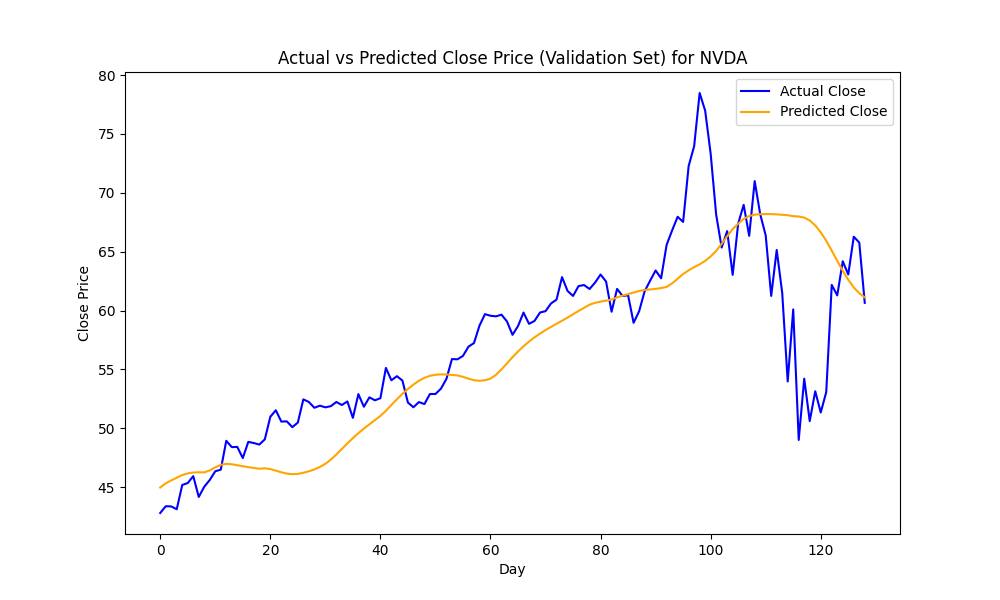 Actual vs Predicted Close Price (Validation Set) for NVDA
Actual Close
Predicted Close
80
75
70
65
60
55
50
45
Close Price
0 20 40 60 80 100 120
Day